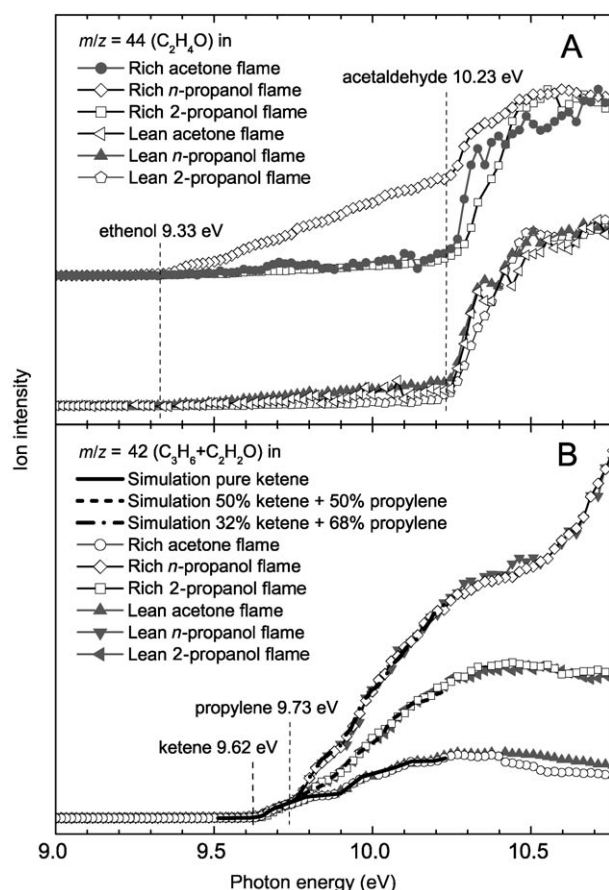 A
m/z = 44 (C₂H₄O) in
Rich acetone flame
Rich n-propanol flame
Rich 2-propanol flame
Lean acetone flame
Lean n-propanol flame
Lean 2-propanol flame
acetaldehyde 10.23 eV
ethenol 9.33 eV
Ion intensity
B
m/z = 42 (C₃H₆+C₂H₂O) in
Simulation pure ketene
Simulation 50% ketene + 50% propylene
Simulation 32% ketene + 68% propylene
Rich acetone flame
Rich n-propanol flame
Rich 2-propanol flame
Lean acetone flame
Lean n-propanol flame
Lean 2-propanol flame
propylene 9.73 eV
ketene 9.62 eV
9.0 9.5 10.0 10.5
Photon energy (eV)